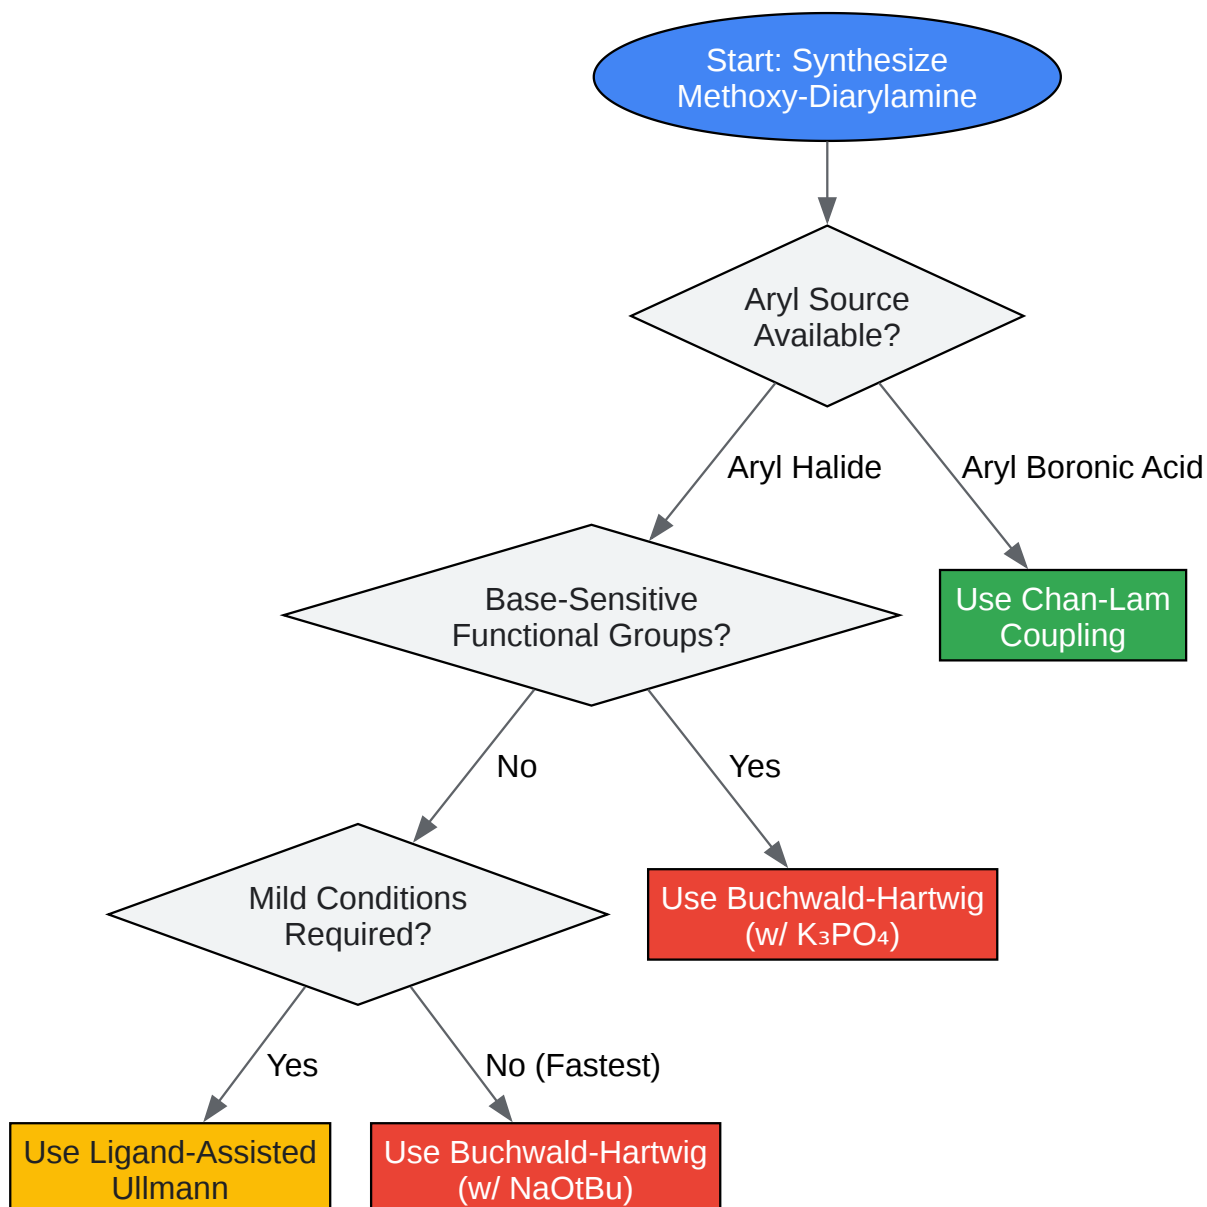 Start: Synthesize
Methoxy-Diarylamine
Aryl Source
Available?
Aryl Halide
Aryl Boronic Acid
Base-Sensitive
Functional Groups?
Use Chan-Lam
Coupling
No
Yes
Mild Conditions
Required?
Use Buchwald-Hartwig
(w/ K₃PO₄)
Yes
No (Fastest)
Use Ligand-Assisted
Ullmann
Use Buchwald-Hartwig
(w/ NaOtBu)